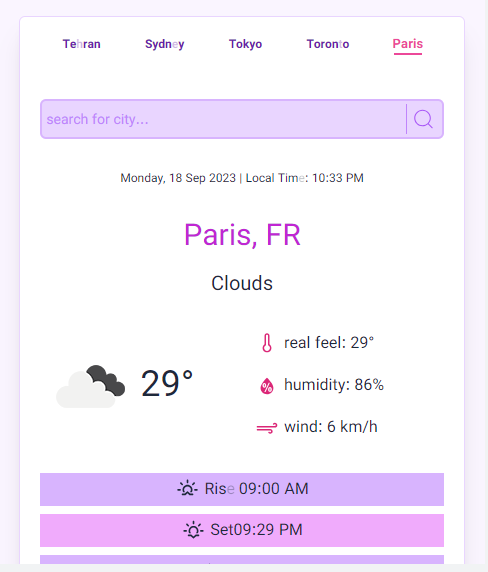 Tehran Sydney Tokyo Toronto Paris
search for city...
Monday, 18 Sep 2023 | Local Time: 10:33 PM
Paris, FR
Clouds
real feel: 29°
29°
humidity: 86%
wind: 6 km/h
Rise 09:00 AM
Set09:29 PM